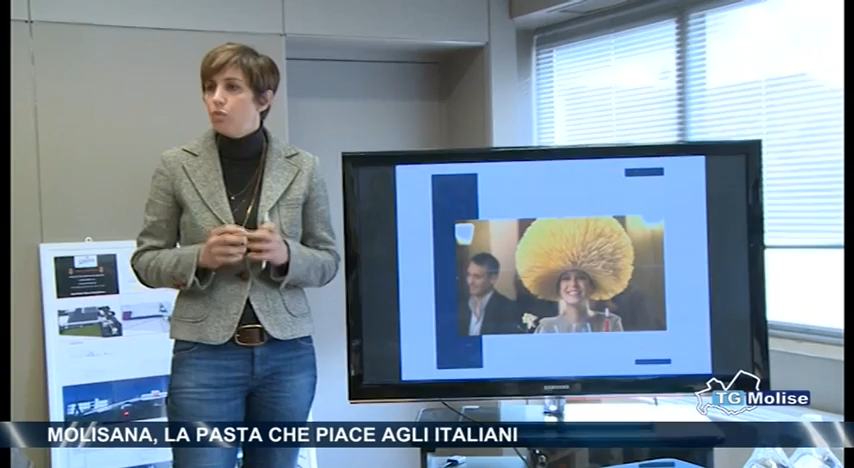 SAMSUNG
TG Molise
MOLISANA, LA PASTA CHE PIACE AGLI ITALIANI